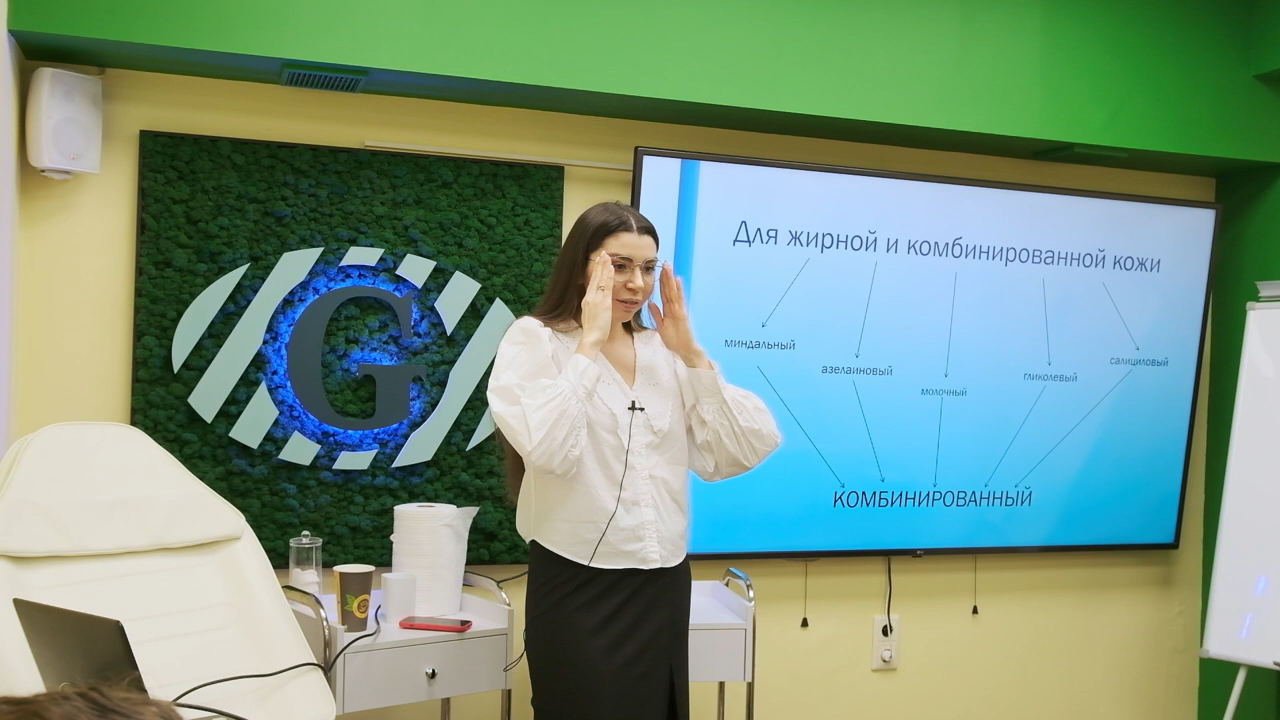 G
Для жирной и комбинированной кожи
миндальный
азелаиновый
молочный
гликолевый
салициловый
КОМБИНИРОВАННЫЙ